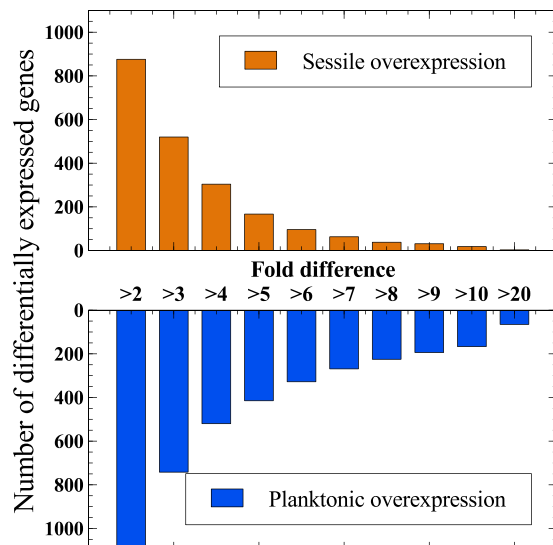 Number of differentially expressed genes
1000
800
600
400
200
0
Sessile overexpression
Fold difference
>2 >3 >4 >5 >6 >7 >8 >9 >10 >20
0
200
400
600
800
1000
Planktonic overexpression